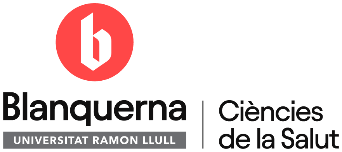 b
Blanquerna
UNIVERSITAT RAMON LLULL
Ciències
de la Salut